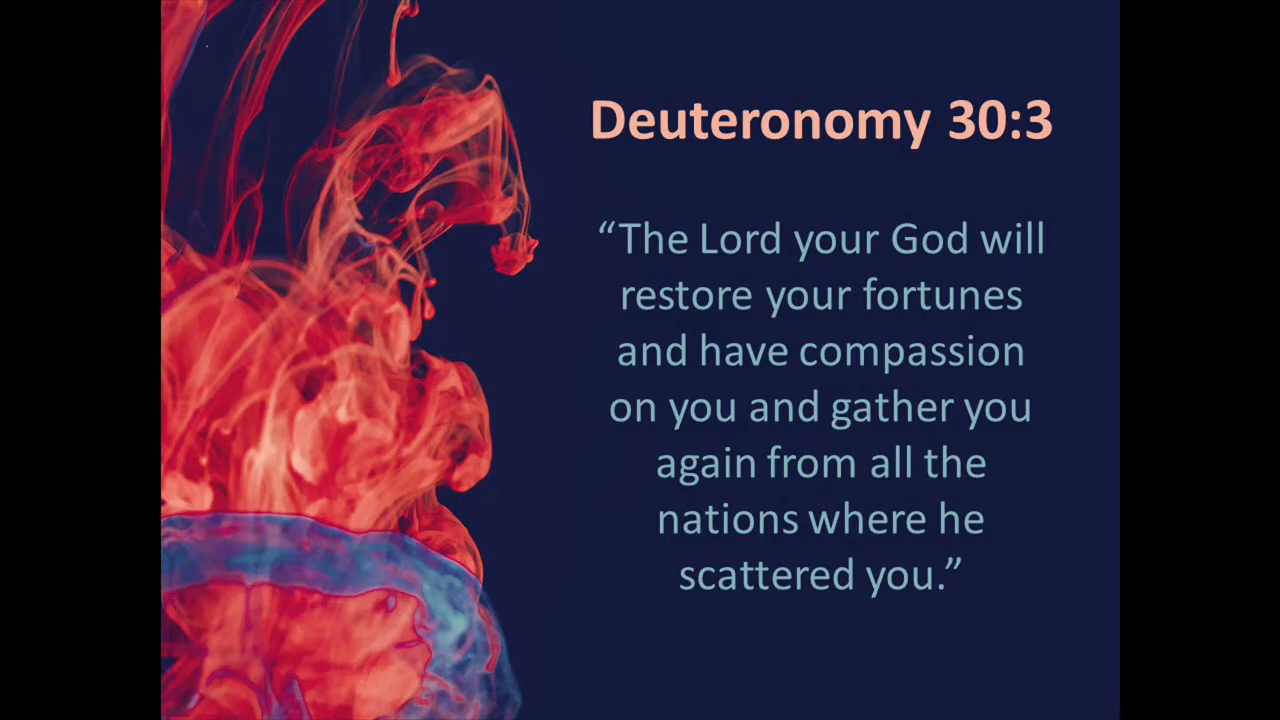 Deuteronomy 30:3
“The Lord your God will
restore your fortunes
and have compassion
on you and gather you
again from all the
nations where he
scattered you.”